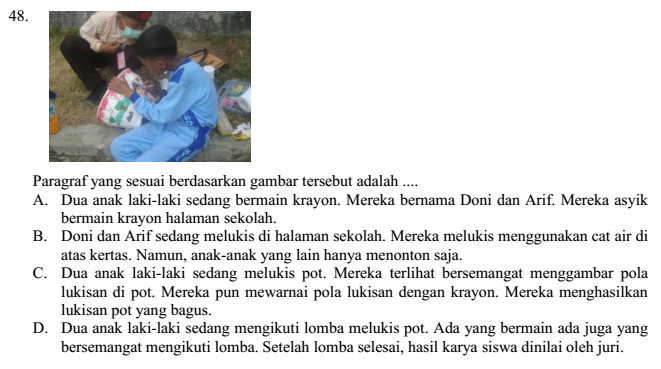 48.
Paragraf yang sesuai berdasarkan gambar tersebut adalah ....
A. Dua anak laki-laki sedang bermain krayon. Mereka bernama Doni dan Arif. Mereka asyik
bermain krayon halaman sekolah.
B. Doni dan Arif sedang melukis di halaman sekolah. Mereka melukis menggunakan cat air di
atas kertas. Namun, anak-anak yang lain hanya menonton saja.
C. Dua anak laki-laki sedang melukis pot. Mereka terlihat bersemangat menggambar pola
lukisan di pot. Mereka pun mewarnai pola lukisan dengan krayon. Mereka menghasilkan
lukisan pot yang bagus.
D. Dua anak laki-laki sedang mengikuti lomba melukis pot. Ada yang bermain ada juga yang
bersemangat mengikuti lomba. Setelah lomba selesai, hasil karya siswa dinilai oleh juri.